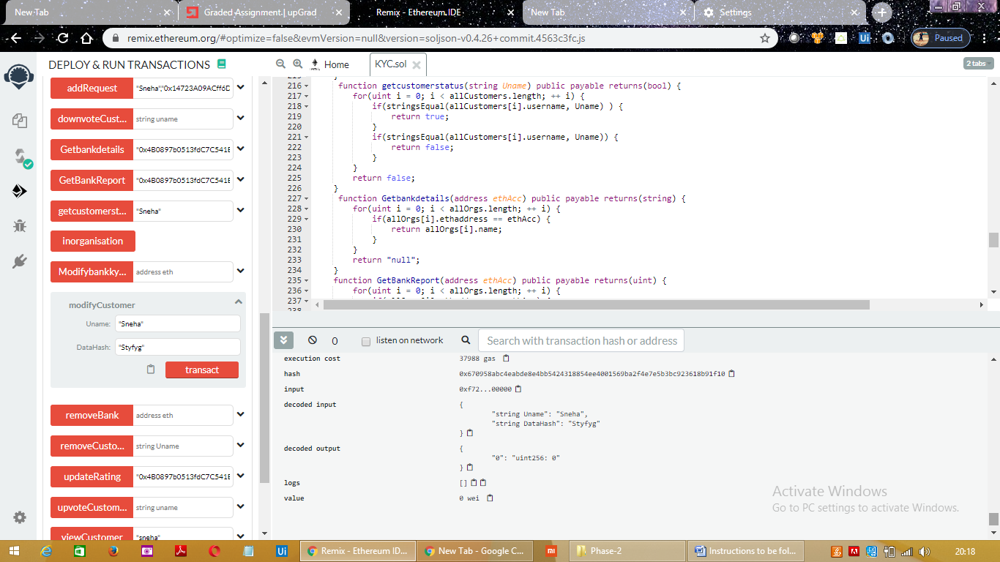 New Tab
Graded Assignment | upGrad
Remix - Ethereum IDE
New Tab
Settings
remix.ethereum.org/#optimize=false&evmVersion=null&version=soljson-v0.4.26+commit.4563c3fc.js
Ui
Paused
DEPLOY & RUN TRANSACTIONS
Home
KYC.sol
2 tabs
addRequest
"Sneha","0x14723A09ACff6D
downvoteCust...
string uname
Getbankdetails
"0x4B0897b0513fdC7C541B
GetBankReport
"0x4B0897b0513fdC7C541B
getcustomerst...
"Sneha"
inorganisation
Modifybankky...
address eth
modifyCustomer
Uname:
"Sneha"
DataHash:
"Styfyg"
transact
removeBank
address eth
removeCusto...
string Uname
updateRating
"0x4B0897b0513fdC7C541B
upvoteCustom...
string uname
viewCustomer
"sneha"
215 }
216 function getcustomerstatus(string Uname) public payable returns(bool) {
217 for(uint i = 0; i < allCustomers.length; ++ i) {
218 if(stringsEqual(allCustomers[i].username, Uname) ) {
219 return true;
220 }
221 if(stringsEqual(allCustomers[i].username, Uname)) {
222 return false;
223 }
224 }
225 return false;
226 }
227 function Getbankdetails(address ethAcc) public payable returns(string) {
228 for(uint i = 0; i < allOrgs.length; ++ i) {
229 if(allOrgs[i].ethaddress == ethAcc) {
230 return allOrgs[i].name;
231 }
232 }
233 return "null";
234 }
235 function GetBankReport(address ethAcc) public payable returns(uint) {
236 for(uint i = 0; i < allOrgs.length; ++ i) {
237
238
0
listen on network
Search with transaction hash or address
execution cost
37988 gas
hash
0x670958abc4eabde8e4bb5424318854ee4001569ba2f4e7e5b3bc923618b91f10
input
0xf72...00000
decoded input
{
"string Uname": "Sneha",
"string DataHash": "Styfyg"
}
decoded output
{
"0": "uint256: 0"
}
logs
[]
value
0 wei
Activate Windows
Go to PC settings to activate Windows.
Ui
Remix - Ethereum ID...
New Tab - Google C...
mi
Phase-2
Instructions to be fol...
20:18